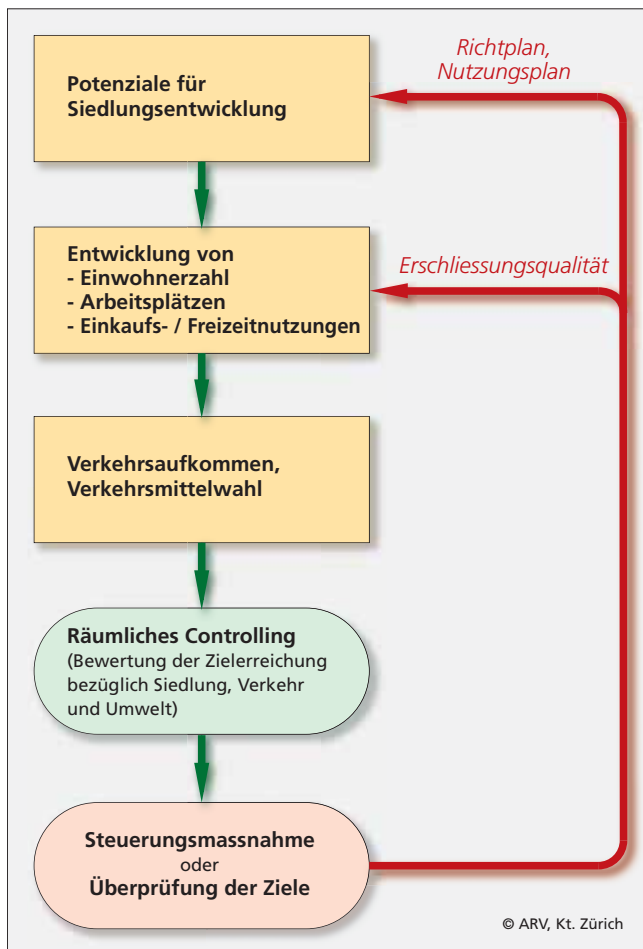 Richtplan,
Nutzungsplan
Potenziale für
Siedlungsentwicklung
Entwicklung von
- Einwohnerzahl
- Arbeitsplätzen
- Einkaufs- / Freizeitnutzungen
Erschliessungsqualität
Verkehrsaufkommen,
Verkehrsmittelwahl
Räumliches Controlling
(Bewertung der Zielerreichung
bezüglich Siedlung, Verkehr
und Umwelt)
Steuerungsmassnahme
oder
Überprüfung der Ziele
© ARV, Kt. Zürich